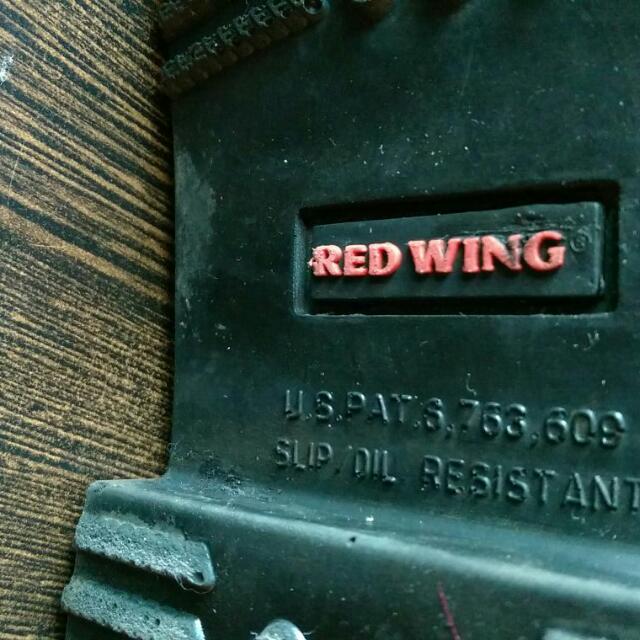 RED WING ®
U.S.PAT.6,763,609
SLIP/OIL RESISTANT